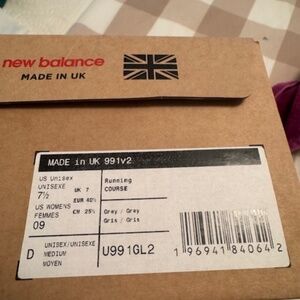 new balance
MADE IN UK
MADE in UK 991v2
US Unisex
UNISEXE
7½
UK 7
EUR 40½
CM 25½
US WOMENS
FEMMES
09
Running
COURSE
Grey / Grey
Gris / Gris
D
UNISEX/UNISEXE
MEDIUM
MOYEN
U991GL2
1 96941 84064 2